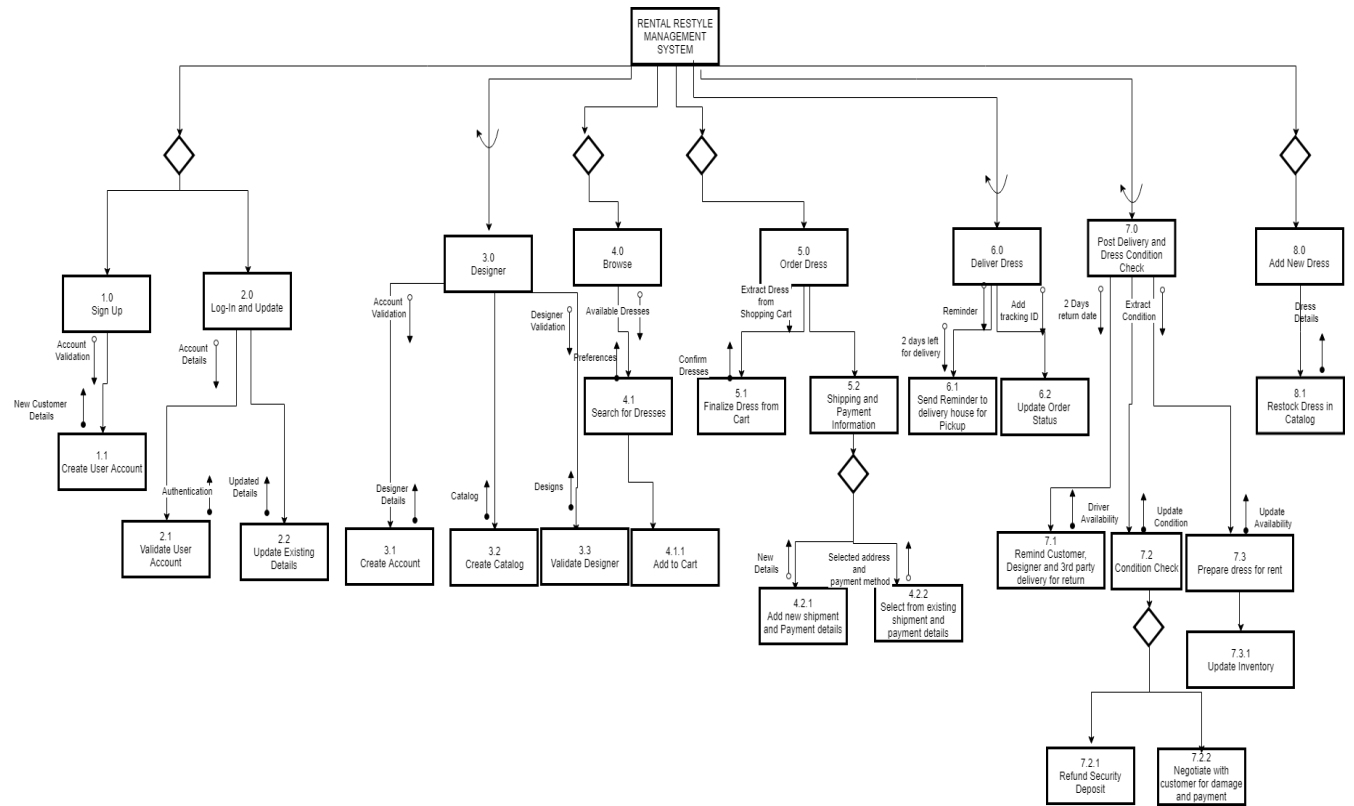 RENTAL RESTYLE
MANAGEMENT
SYSTEM
1.0
Sign Up
2.0
Log-In and Update
3.0
Designer
4.0
Browse
5.0
Order Dress
6.0
Deliver Dress
7.0
Post Delivery and
Dress Condition
Check
8.0
Add New Dress
Account
Validation
New Customer
Details
Account
Details
Account
Validation
Designer
Validation
Available Dresses
Preferences
Extract Dress
from
Shopping Cart
Confirm
Dresses
Reminder
Add
tracking ID
2 days left
for delivery
2 Days
return date
Extract
Condition
Dress
Details
1.1
Create User Account
4.1
Search for Dresses
5.1
Finalize Dress from
Cart
5.2
Shipping and
Payment
Information
6.1
Send Reminder to
delivery house for
Pickup
6.2
Update Order
Status
8.1
Restock Dress in
Catalog
Authentication
Updated
Details
Designer
Details
Catalog
Designs
Driver
Availability
Update
Condition
Update
Availability
2.1
Validate User
Account
2.2
Update Existing
Details
3.1
Create Account
3.2
Create Catalog
3.3
Validate Designer
4.1.1
Add to Cart
New
Details
Selected address
and
payment method
7.1
Remind Customer,
Designer and 3rd party
delivery for return
7.2
Condition Check
7.3
Prepare dress for rent
4.2.1
Add new shipment
and Payment details
4.2.2
Select from existing
shipment and
payment details
7.3.1
Update Inventory
7.2.1
Refund Security
Deposit
7.2.2
Negotiate with
customer for damage
and payment